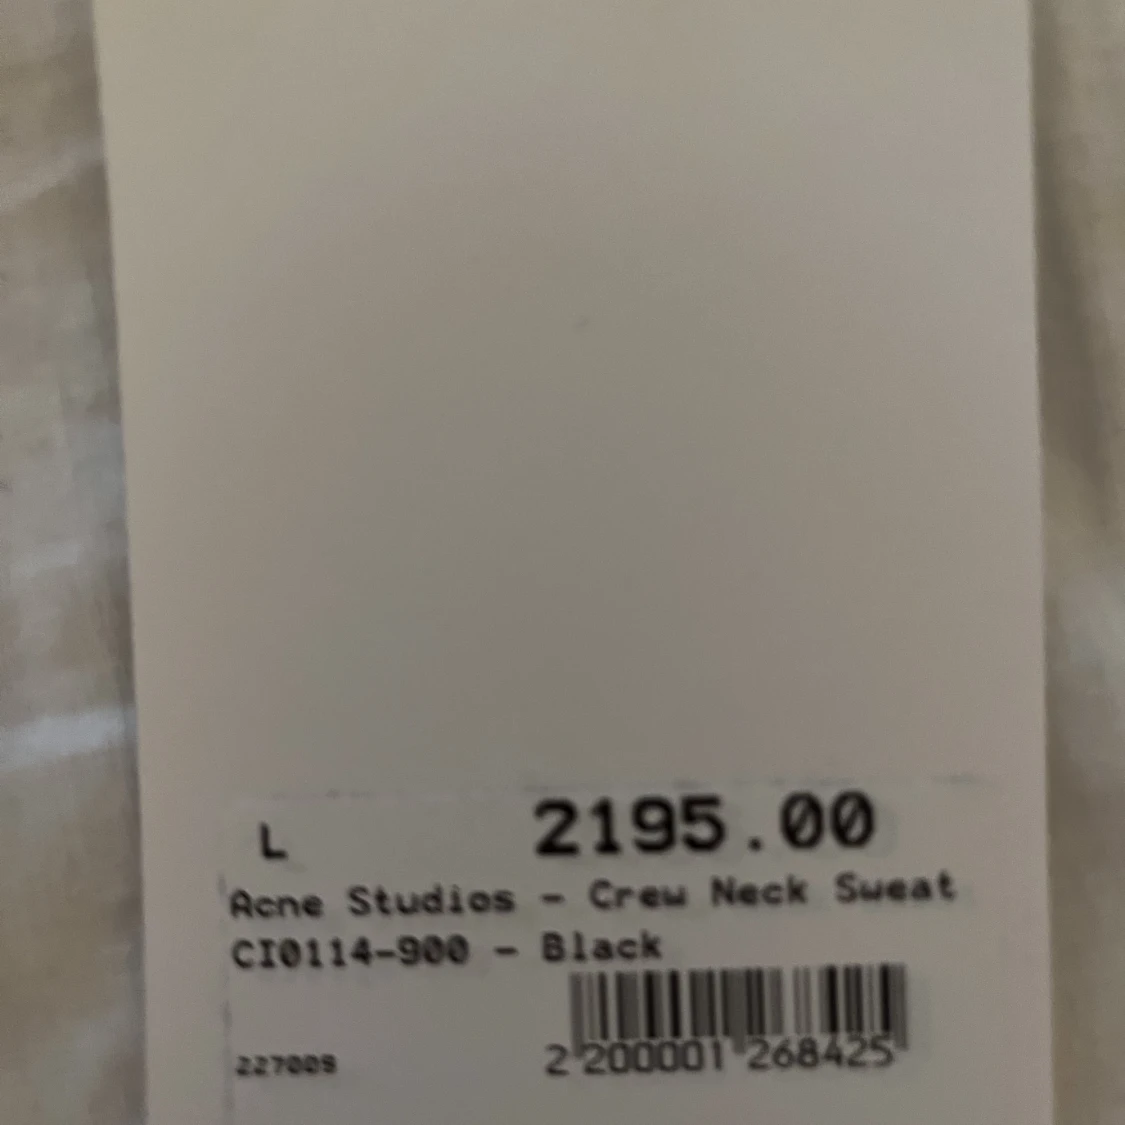 L 2195.00
Acne Studios - Crew Neck Sweat
CI0114-900 - Black
2 200001 268425
227009